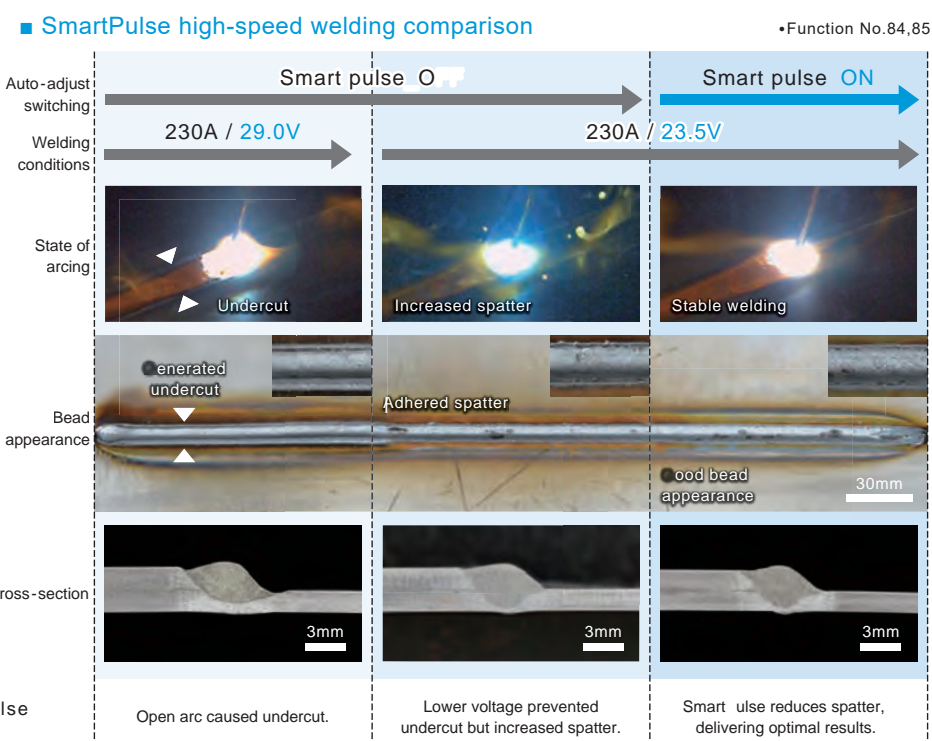 ■ SmartPulse high-speed welding comparison
•Function No.84,85
Auto-adjust
switching
Smart pulse O
Smart pulse ON
Welding
conditions
230A / 29.0V
230A / 23.5V
State of
arcing
Undercut
Increased spatter
Stable welding
Bead
appearance
enerated
undercut
Adhered spatter
ood bead
appearance
30mm
ross-section
3mm
3mm
3mm
lse
Open arc caused undercut.
Lower voltage prevented
undercut but increased spatter.
Smart ulse reduces spatter,
delivering optimal results.